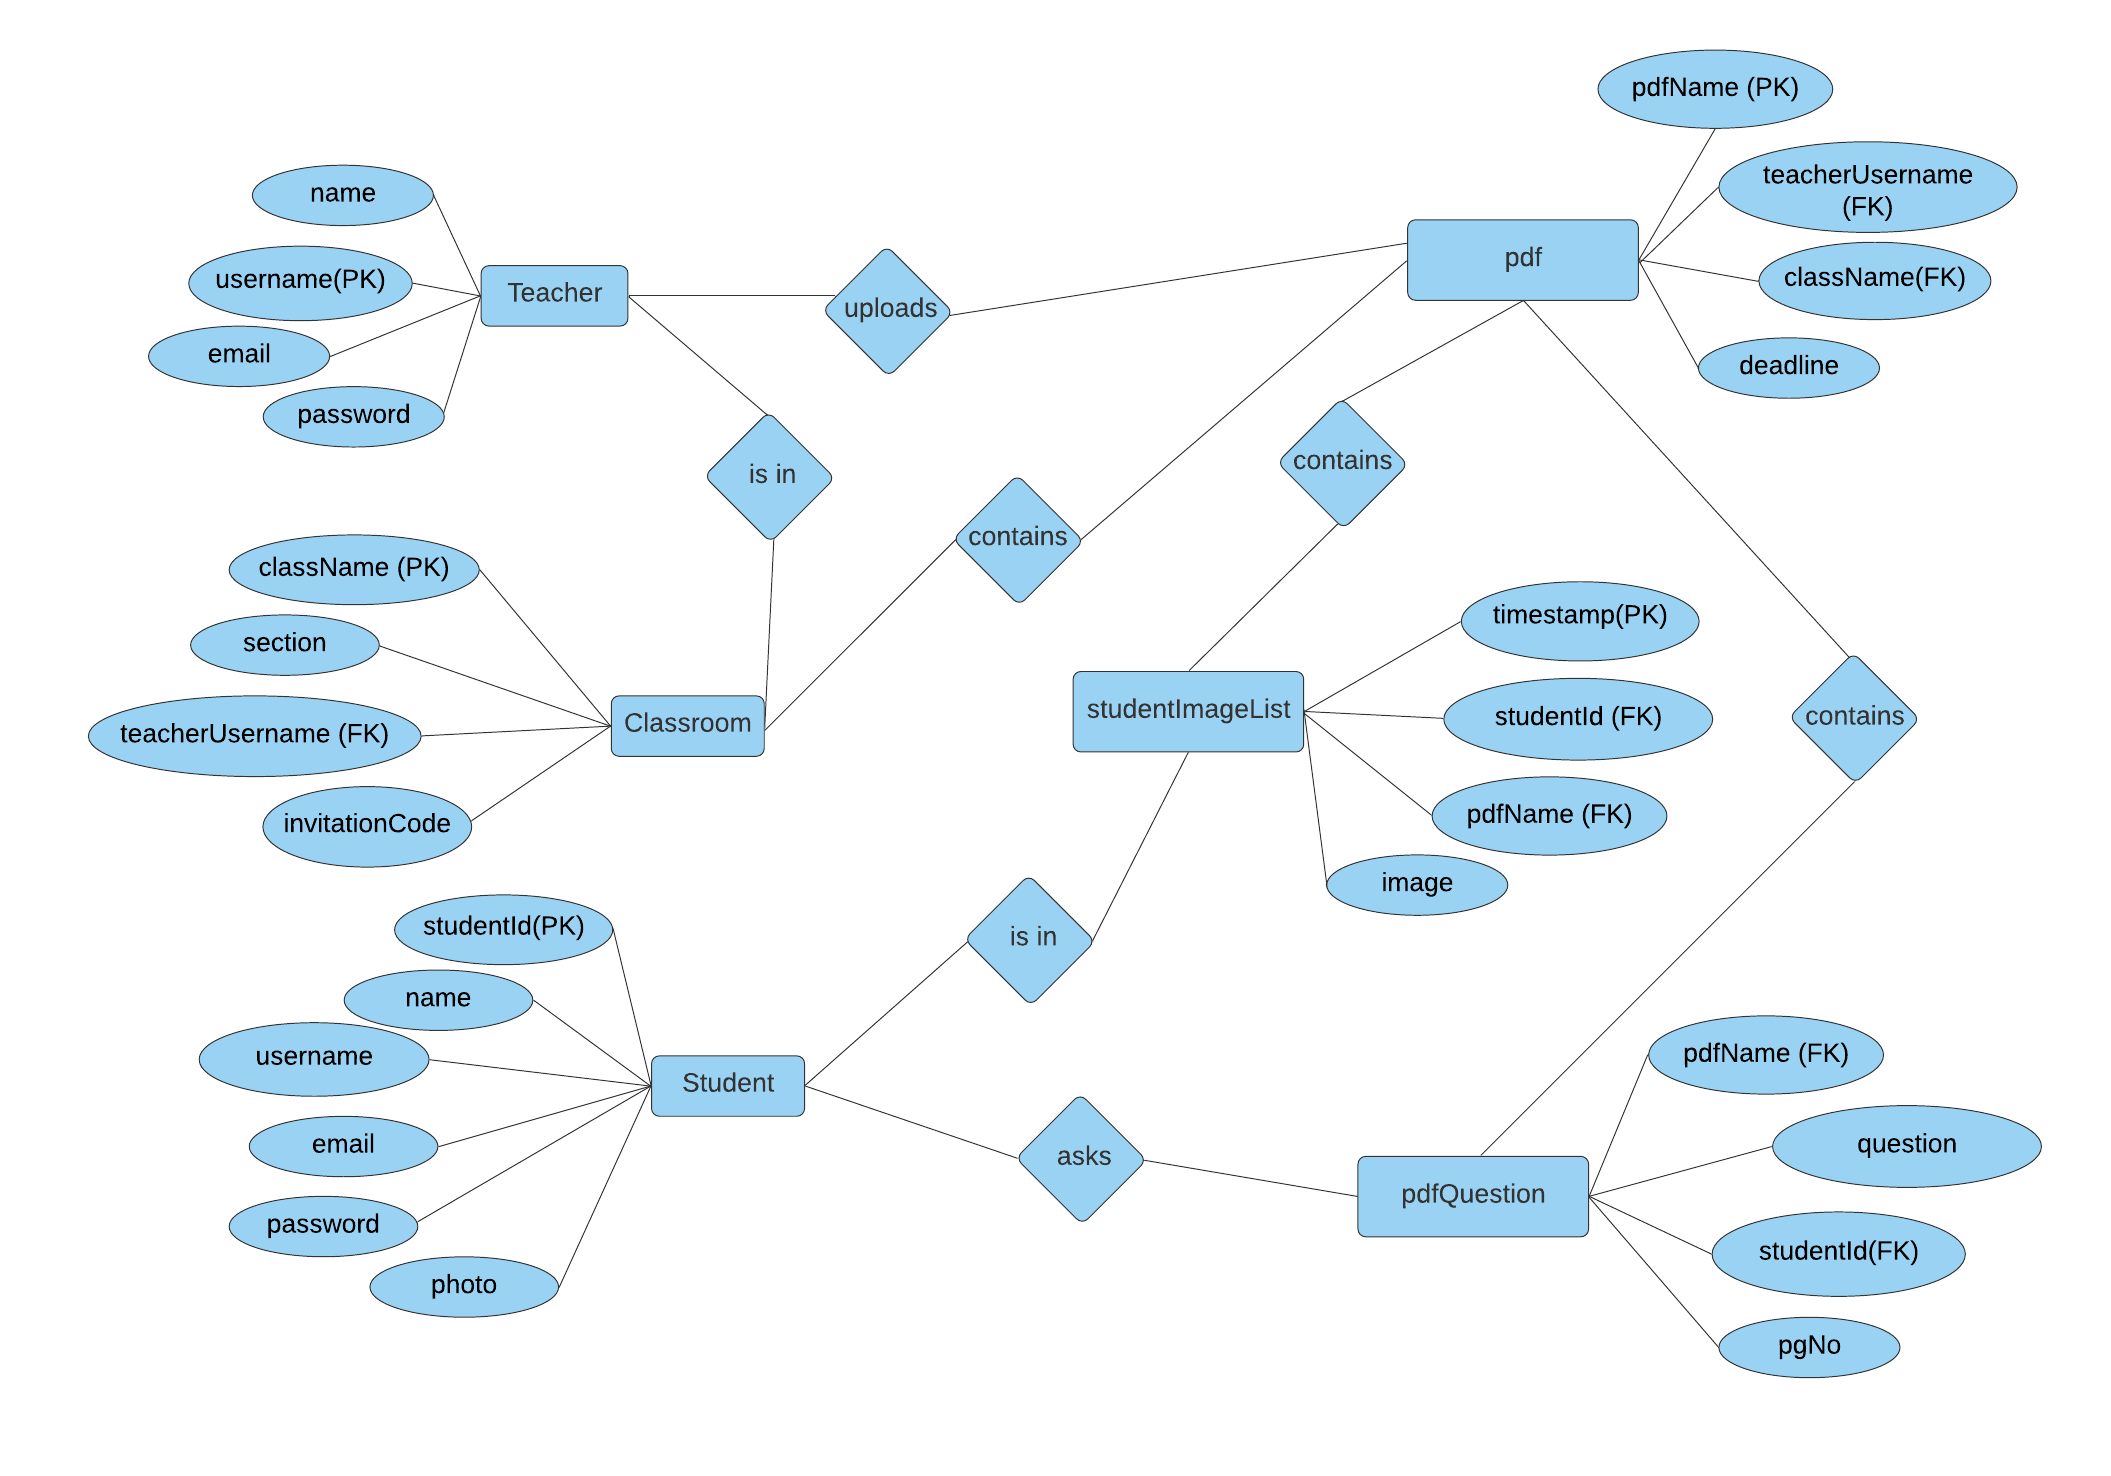 pdfName (PK)
teacherUsername
(FK)
className(FK)
deadline
pdf
name
username(PK)
email
password
Teacher
uploads
is in
contains
contains
className (PK)
section
teacherUsername (FK)
invitationCode
Classroom
studentImageList
timestamp(PK)
studentId (FK)
pdfName (FK)
image
contains
studentId(PK)
name
username
email
password
photo
Student
is in
asks
pdfQuestion
pdfName (FK)
question
studentId(FK)
pgNo